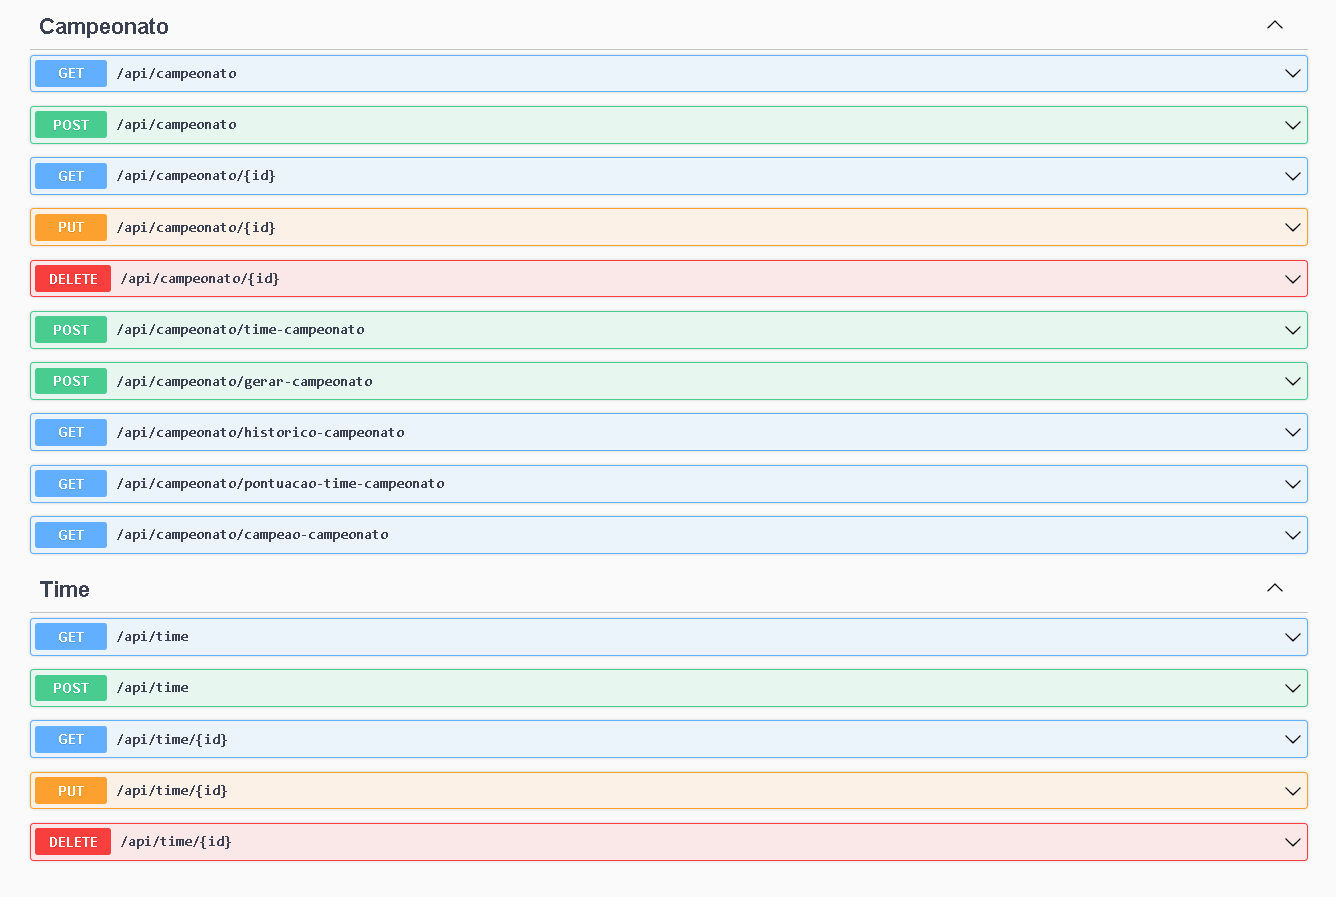 Campeonato
GET /api/campeonato
POST /api/campeonato
GET /api/campeonato/{id}
PUT /api/campeonato/{id}
DELETE /api/campeonato/{id}
POST /api/campeonato/time-campeonato
POST /api/campeonato/gerar-campeonato
GET /api/campeonato/historico-campeonato
GET /api/campeonato/pontuacao-time-campeonato
GET /api/campeonato/campeao-campeonato
Time
GET /api/time
POST /api/time
GET /api/time/{id}
PUT /api/time/{id}
DELETE /api/time/{id}